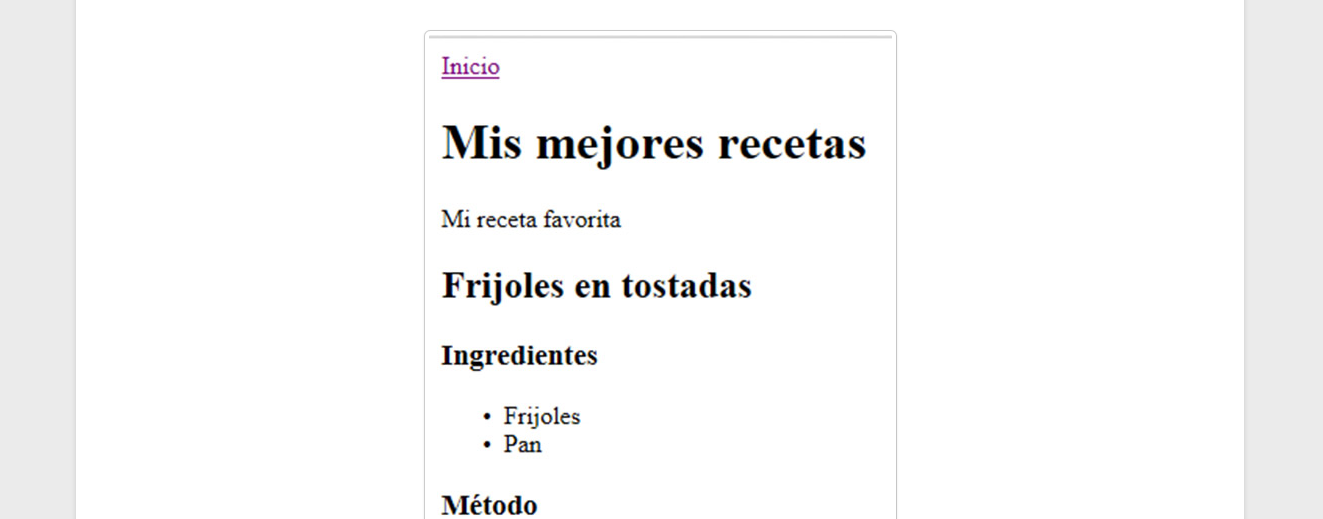 Inicio
Mis mejores recetas
Mi receta favorita
Frijoles en tostadas
Ingredientes
• Frijoles
• Pan
Método